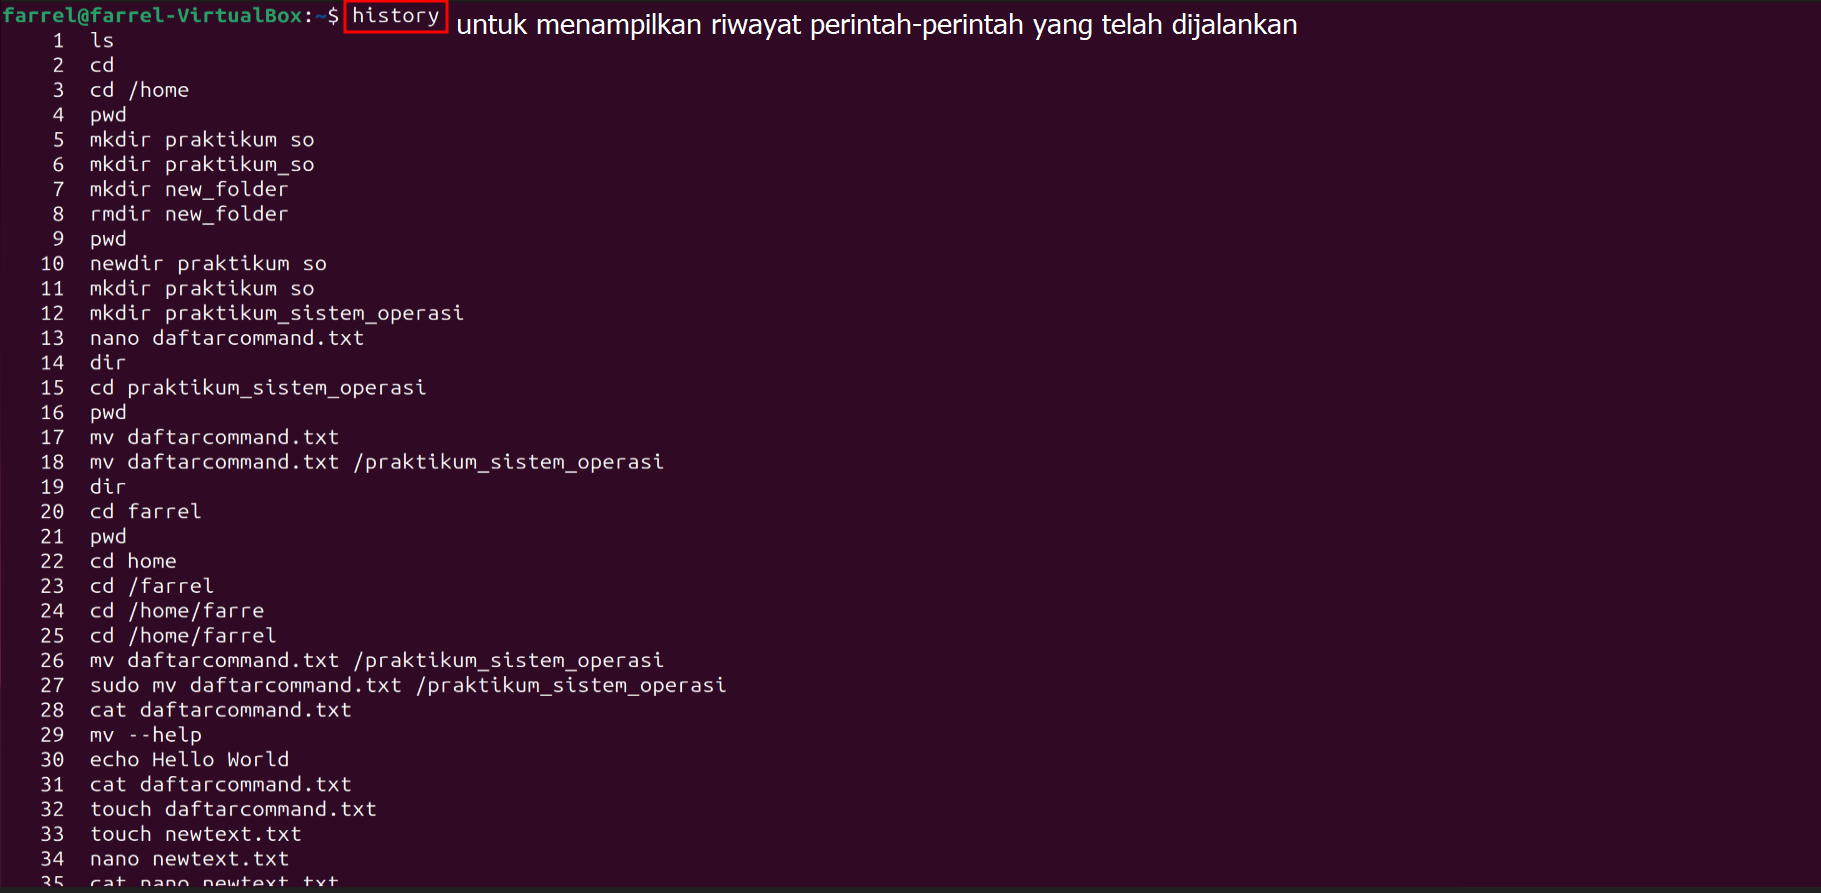 farrel@farrel-VirtualBox:~$ history untuk menampilkan riwayat perintah-perintah yang telah dijalankan
1 ls
2 cd
3 cd /home
4 pwd
5 mkdir praktikum so
6 mkdir praktikum_so
7 mkdir new_folder
8 rmdir new_folder
9 pwd
10 newdir praktikum so
11 mkdir praktikum so
12 mkdir praktikum_sistem_operasi
13 nano daftarcommand.txt
14 dir
15 cd praktikum_sistem_operasi
16 pwd
17 mv daftarcommand.txt
18 mv daftarcommand.txt /praktikum_sistem_operasi
19 dir
20 cd farrel
21 pwd
22 cd home
23 cd /farrel
24 cd /home/farre
25 cd /home/farrel
26 mv daftarcommand.txt /praktikum_sistem_operasi
27 sudo mv daftarcommand.txt /praktikum_sistem_operasi
28 cat daftarcommand.txt
29 mv --help
30 echo Hello World
31 cat daftarcommand.txt
32 touch daftarcommand.txt
33 touch newtext.txt
34 nano newtext.txt
35 cat nano newtext.txt